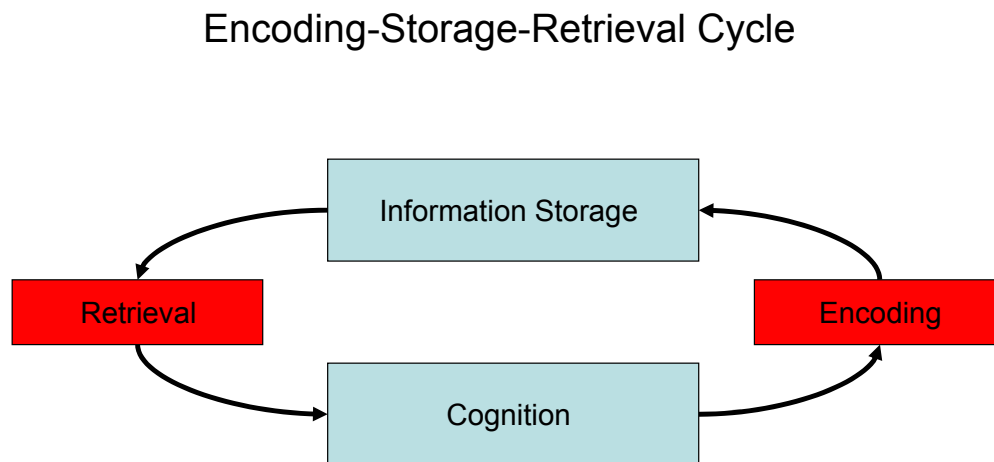 Encoding-Storage-Retrieval Cycle
Information Storage
Retrieval
Encoding
Cognition